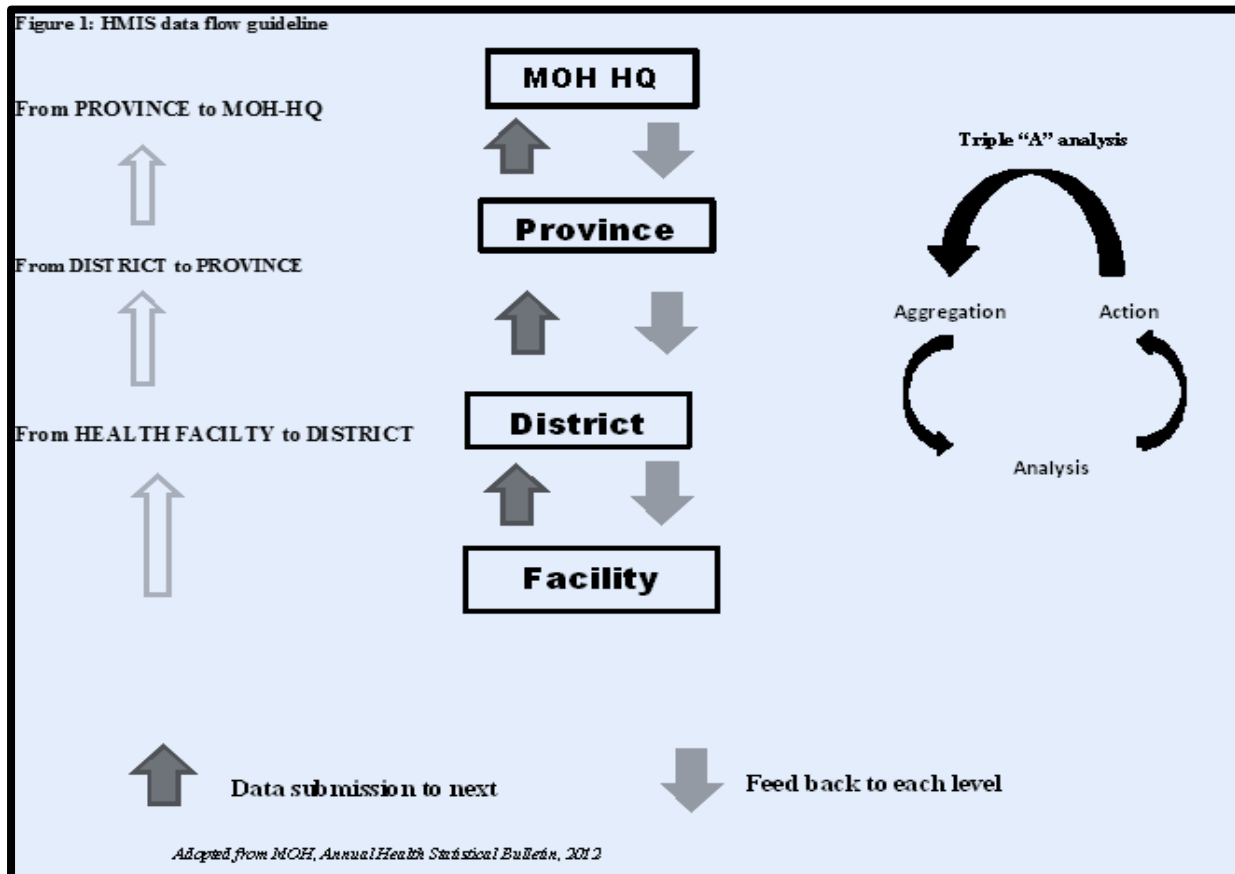 Figure 1: HMIS data flow guideline
MOH HQ
From PROVINCE to MOH-HQ
Triple “A” analysis
Province
From DISTRICT to PROVINCE
Aggregation
Action
District
From HEALTH FACILTY to DISTRICT
Analysis
Facility
Data submission to next
Feed back to each level
Adopted from MOH, Annual Health Statistical Bulletin, 2012